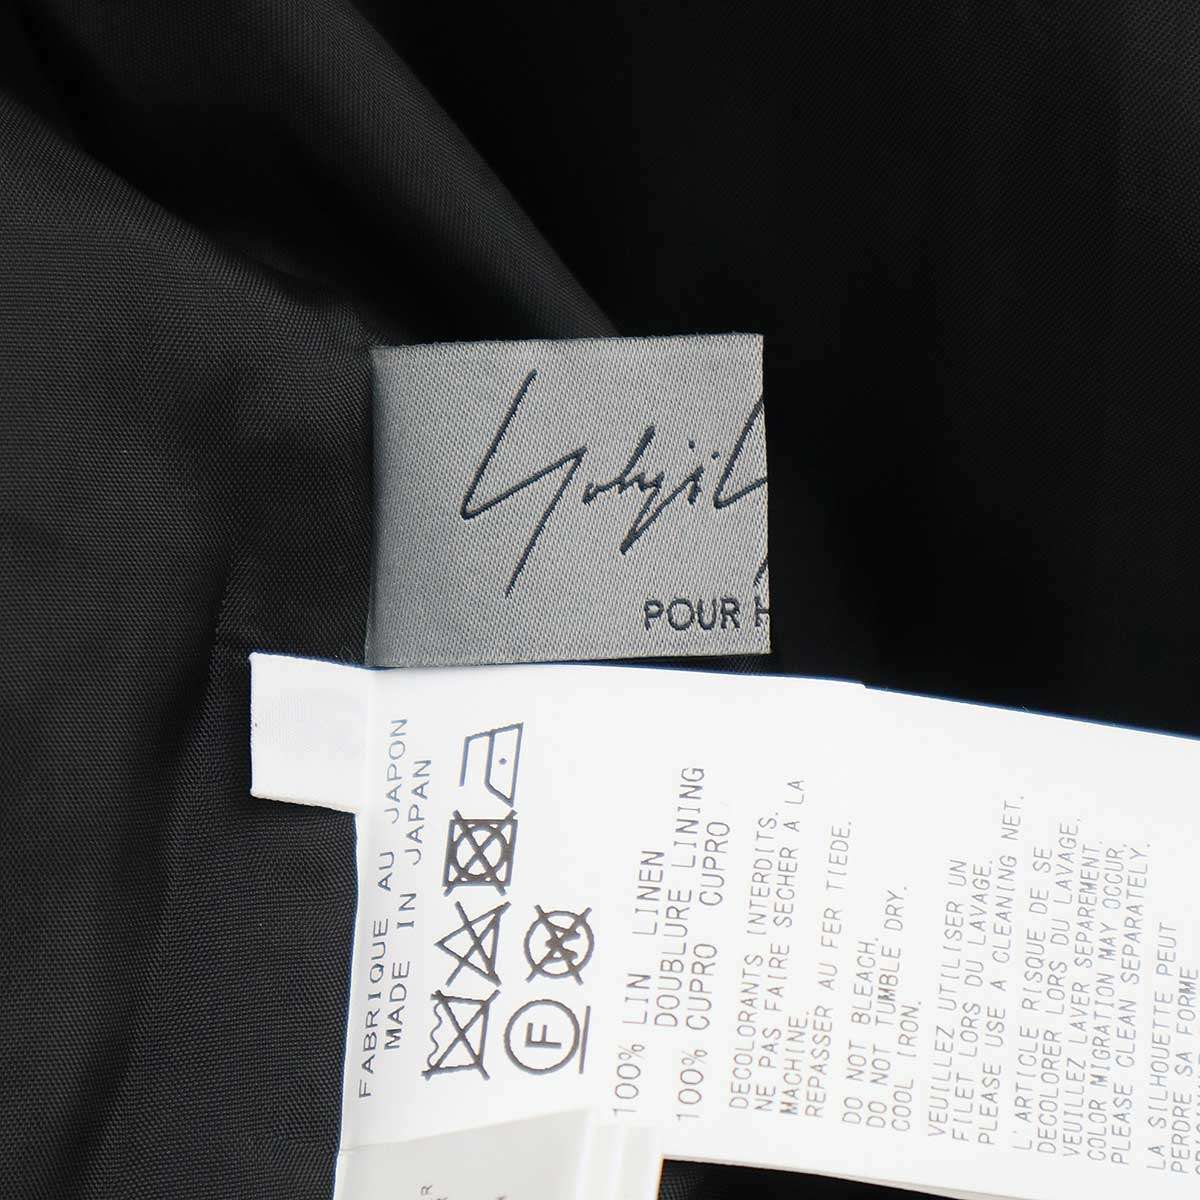 Yohji Y
POUR H
FABRIQUE AU JAPON
MADE IN JAPAN
F
100% LIN LINEN
DOUBLURE LINING
100% CUPRO CUPRO
DECOLORANTS INTERDITS.
NE PAS FAIRE SECHER A LA
MACHINE.
REPASSER AU FER TIEDE.
DO NOT BLEACH.
DO NOT TUMBLE DRY.
COOL IRON.
VEUILLEZ UTILISER UN
FILET LORS DU LAVAGE.
PLEASE USE A CLEANING NET.
L'ARTICLE RISQUE DE SE
DECOLORER LORS DU LAVAGE,
VEUILLEZ LAVER SEPAREMENT.
COLOR MIGRATION MAY OCCUR,
PLEASE CLEAN SEPARATELY.
LA SILHOUETTE PEUT
PERDRE SA FORME